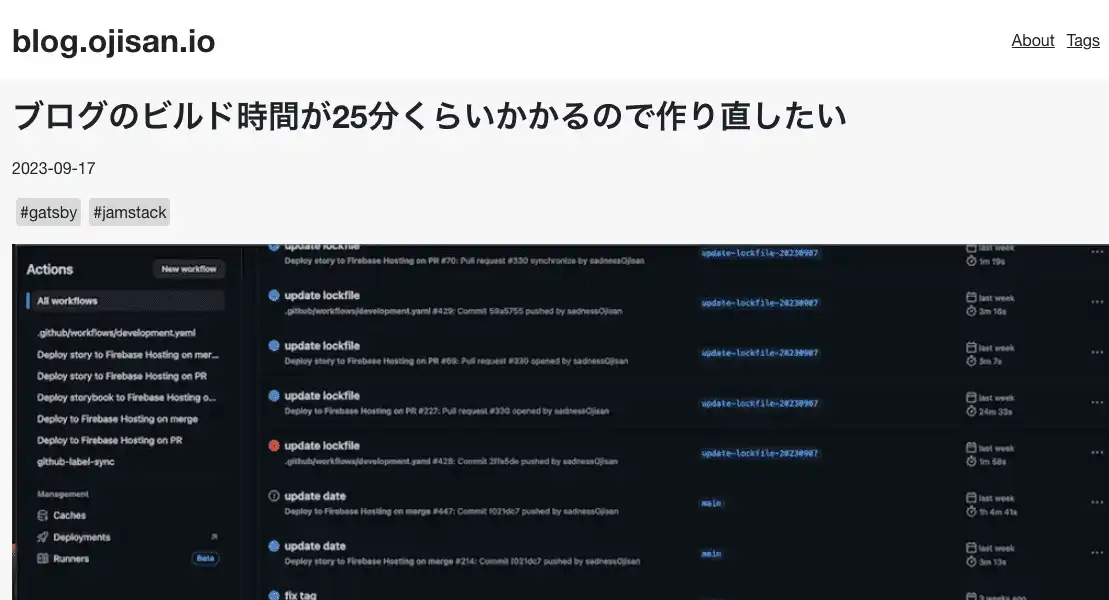 blog.ojisan.io
About Tags
ブログのビルド時間が25分くらいかかるので作り直したい
2023-09-17
#gatsby #jamstack
Actions
New workflow
All workflows
.github/workflows/development.yaml
Deploy story to Firebase Hosting on mer...
Deploy story to Firebase Hosting on PR
Deploy storybook to Firebase Hosting o...
Deploy to Firebase Hosting on merge
Deploy to Firebase Hosting on PR
github-label-sync
Management
Caches
Deployments
Runners Beta
update lockfile update-lockfile-20230907 last week
Deploy story to Firebase Hosting on PR #70: Pull request #330 synchronize by sadnessOjisan 1m 19s
update lockfile update-lockfile-20230907 last week
.github/workflows/development.yaml #429: Commit 59a5755 pushed by sadnessOjisan 3m 16s
update lockfile update-lockfile-20230907 last week
Deploy story to Firebase Hosting on PR #69: Pull request #330 opened by sadnessOjisan 3m 7s
update lockfile update-lockfile-20230907 last week
Deploy to Firebase Hosting on PR #227: Pull request #330 opened by sadnessOjisan 24m 33s
update lockfile update-lockfile-20230907 last week
.github/workflows/development.yaml #428: Commit pushed by sadnessOjisan 1m 58s
update date main last week
Deploy to Firebase Hosting on merge #447: Commit f021dc7 pushed by sadnessOjisan 1h 4m 41s
update date main last week
Deploy story to Firebase Hosting on merge #214: Commit f021dc7 pushed by sadnessOjisan 3m 13s
fix tag 3 weeks ago